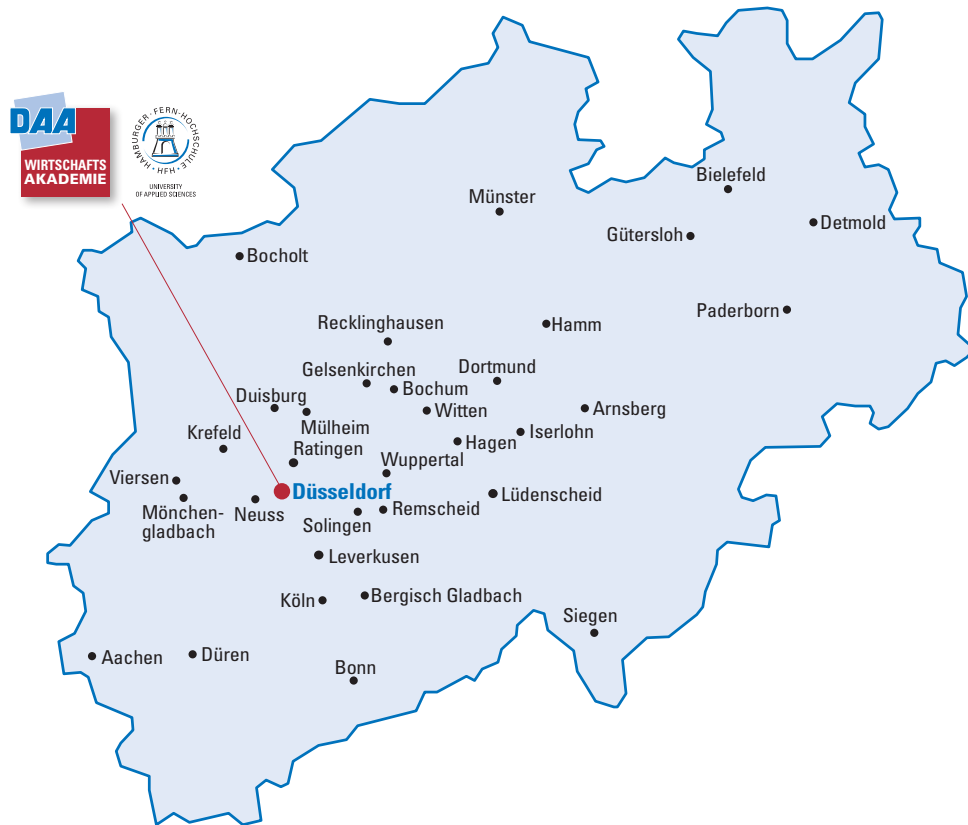 DAA
WIRTSCHAFTS
AKADEMIE
HAMBURGER·FERN-HOCHSCHULE·HFH·
UNIVERSITY
OF APPLIED SCIENCES
Bielefeld
Münster
Detmold
Gütersloh
Bocholt
Paderborn
Recklinghausen
Hamm
Gelsenkirchen
Dortmund
Bochum
Duisburg
Witten
Arnsberg
Mülheim
Krefeld
Iserlohn
Hagen
Ratingen
Wuppertal
Viersen
Düsseldorf
Lüdenscheid
Mönchen-
gladbach
Neuss
Remscheid
Solingen
Leverkusen
Köln
Bergisch Gladbach
Siegen
Aachen
Düren
Bonn